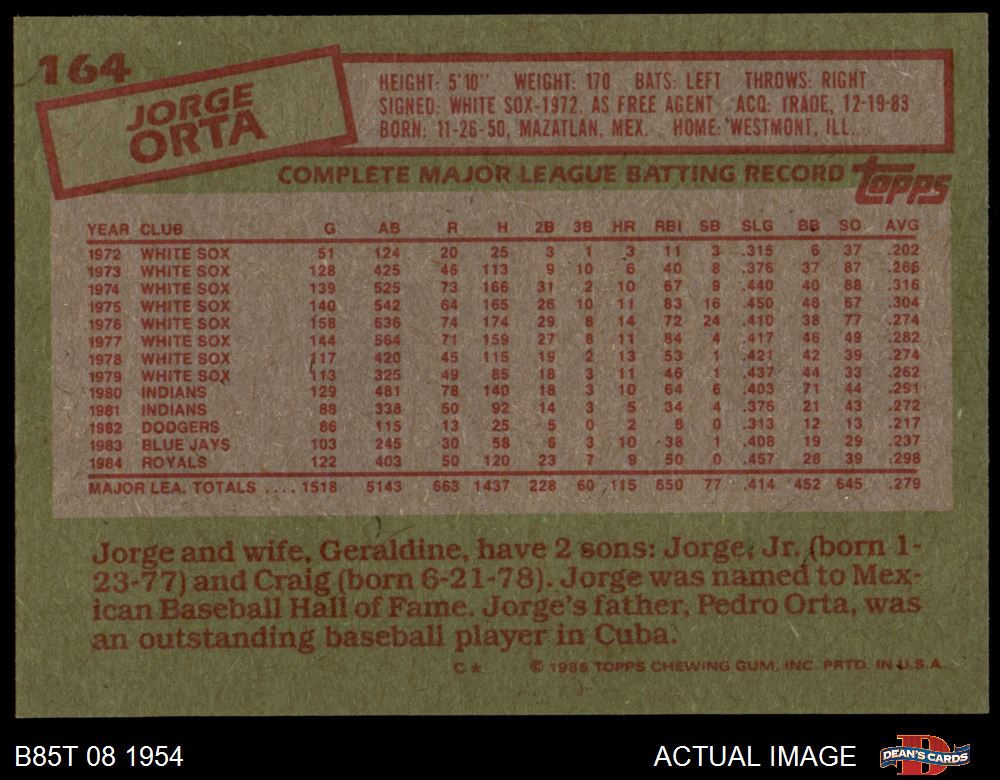 164
JORGE
ORTA
HEIGHT: 5'10" WEIGHT: 170 BATS: LEFT THROWS: RIGHT
SIGNED: WHITE SOX-1972, AS FREE AGENT ACQ: TRADE, 12-19-83
BORN: 11-26-50, MAZATLAN, MEX. HOME: WESTMONT, ILL.
COMPLETE MAJOR LEAGUE BATTING RECORD topps
YEAR CLUB G AB R H 2B 3B HR RBI SB SLG BB SO AVG
1972 WHITE SOX 51 124 20 25 3 1 3 11 3 .315 6 37 .202
1973 WHITE SOX 128 425 46 113 9 10 6 40 8 .376 37 87 .266
1974 WHITE SOX 139 525 73 166 31 2 10 67 9 .440 40 88 .316
1975 WHITE SOX 140 542 64 165 26 10 11 83 16 .450 48 67 .304
1976 WHITE SOX 158 636 74 174 29 8 14 72 24 .410 38 77 .274
1977 WHITE SOX 144 564 71 159 27 8 11 84 4 .417 46 49 .282
1978 WHITE SOX 117 420 45 115 19 2 13 53 1 .421 42 39 .274
1979 WHITE SOX 113 325 49 85 18 3 11 46 1 .437 44 33 .262
1980 INDIANS 129 481 78 140 18 3 10 64 6 .403 71 44 .291
1981 INDIANS 88 338 50 92 14 3 5 34 4 .376 21 43 .272
1982 DODGERS 86 115 13 25 5 0 2 8 0 .313 12 13 .217
1983 BLUE JAYS 103 245 30 58 6 3 10 38 1 .408 19 29 .237
1984 ROYALS 122 403 50 120 23 7 9 50 0 .457 28 39 .298
MAJOR LEA. TOTALS .... 1518 5143 663 1437 228 60 115 650 77 .414 452 645 .279
Jorge and wife, Geraldine, have 2 sons: Jorge, Jr. (born 1-
23-77) and Craig (born 6-21-78). Jorge was named to Mex-
ican Baseball Hall of Fame. Jorge's father, Pedro Orta, was
an outstanding baseball player in Cuba.
C* © 1985 TOPPS CHEWING GUM, INC. PRTD. IN U.S.A.
B85T 08 1954 ACTUAL IMAGE DEAN'S CARDS